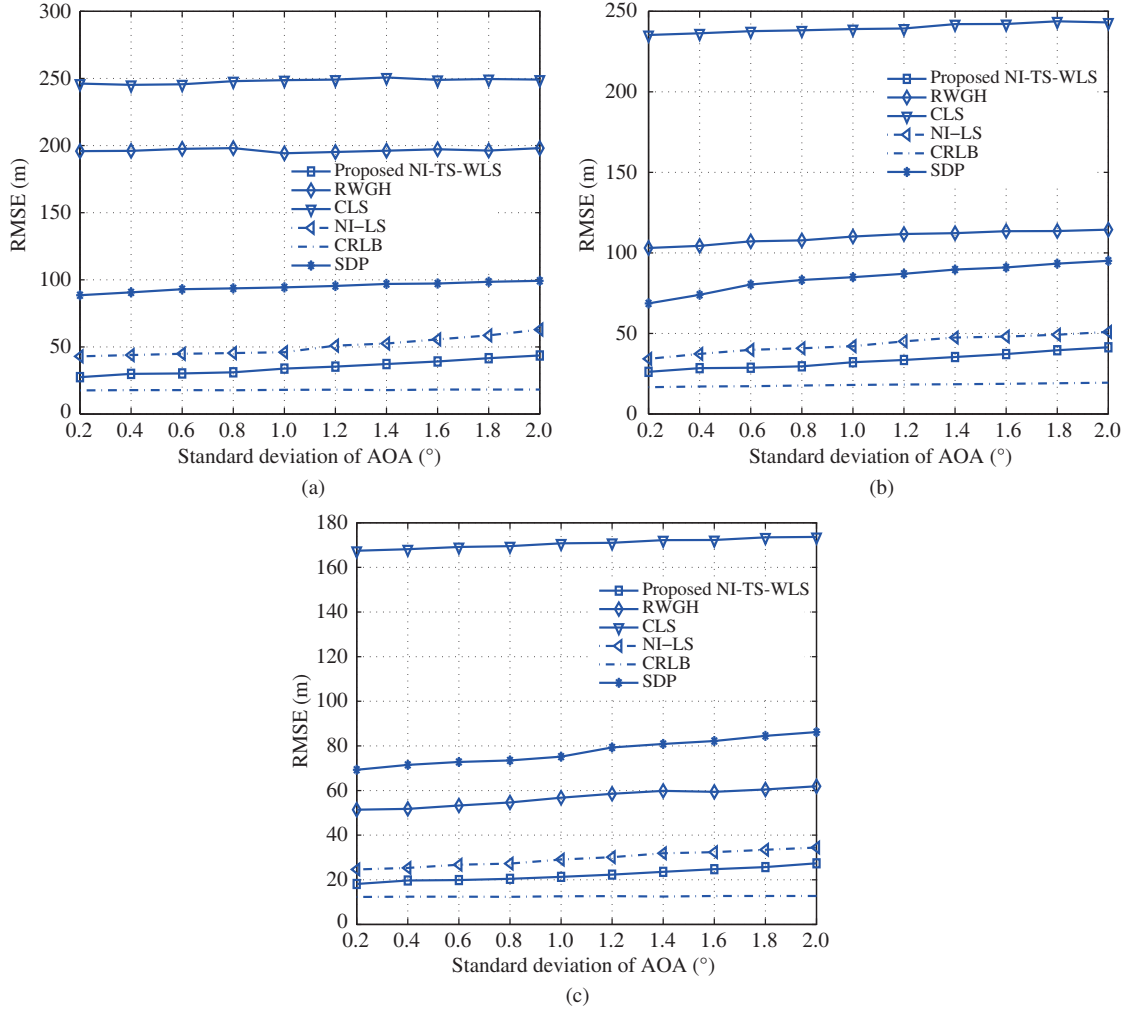 300
250
200
150
100
50
0
RMSE (m)
Proposed NI-TS-WLS
RWGH
CLS
NI−LS
CRLB
SDP
0.2 0.4 0.6 0.8 1.0 1.2 1.4 1.6 1.8 2.0
Standard deviation of AOA (°)
(a)
250
200
150
100
50
0
RMSE (m)
Proposed NI-TS-WLS
RWGH
CLS
NI−LS
CRLB
SDP
0.2 0.4 0.6 0.8 1.0 1.2 1.4 1.6 1.8 2.0
Standard deviation of AOA (°)
(b)
180
160
140
120
100
80
60
40
20
0
RMSE (m)
Proposed NI-TS-WLS
RWGH
CLS
NI−LS
CRLB
SDP
0.2 0.4 0.6 0.8 1.0 1.2 1.4 1.6 1.8 2.0
Standard deviation of AOA (°)
(c)